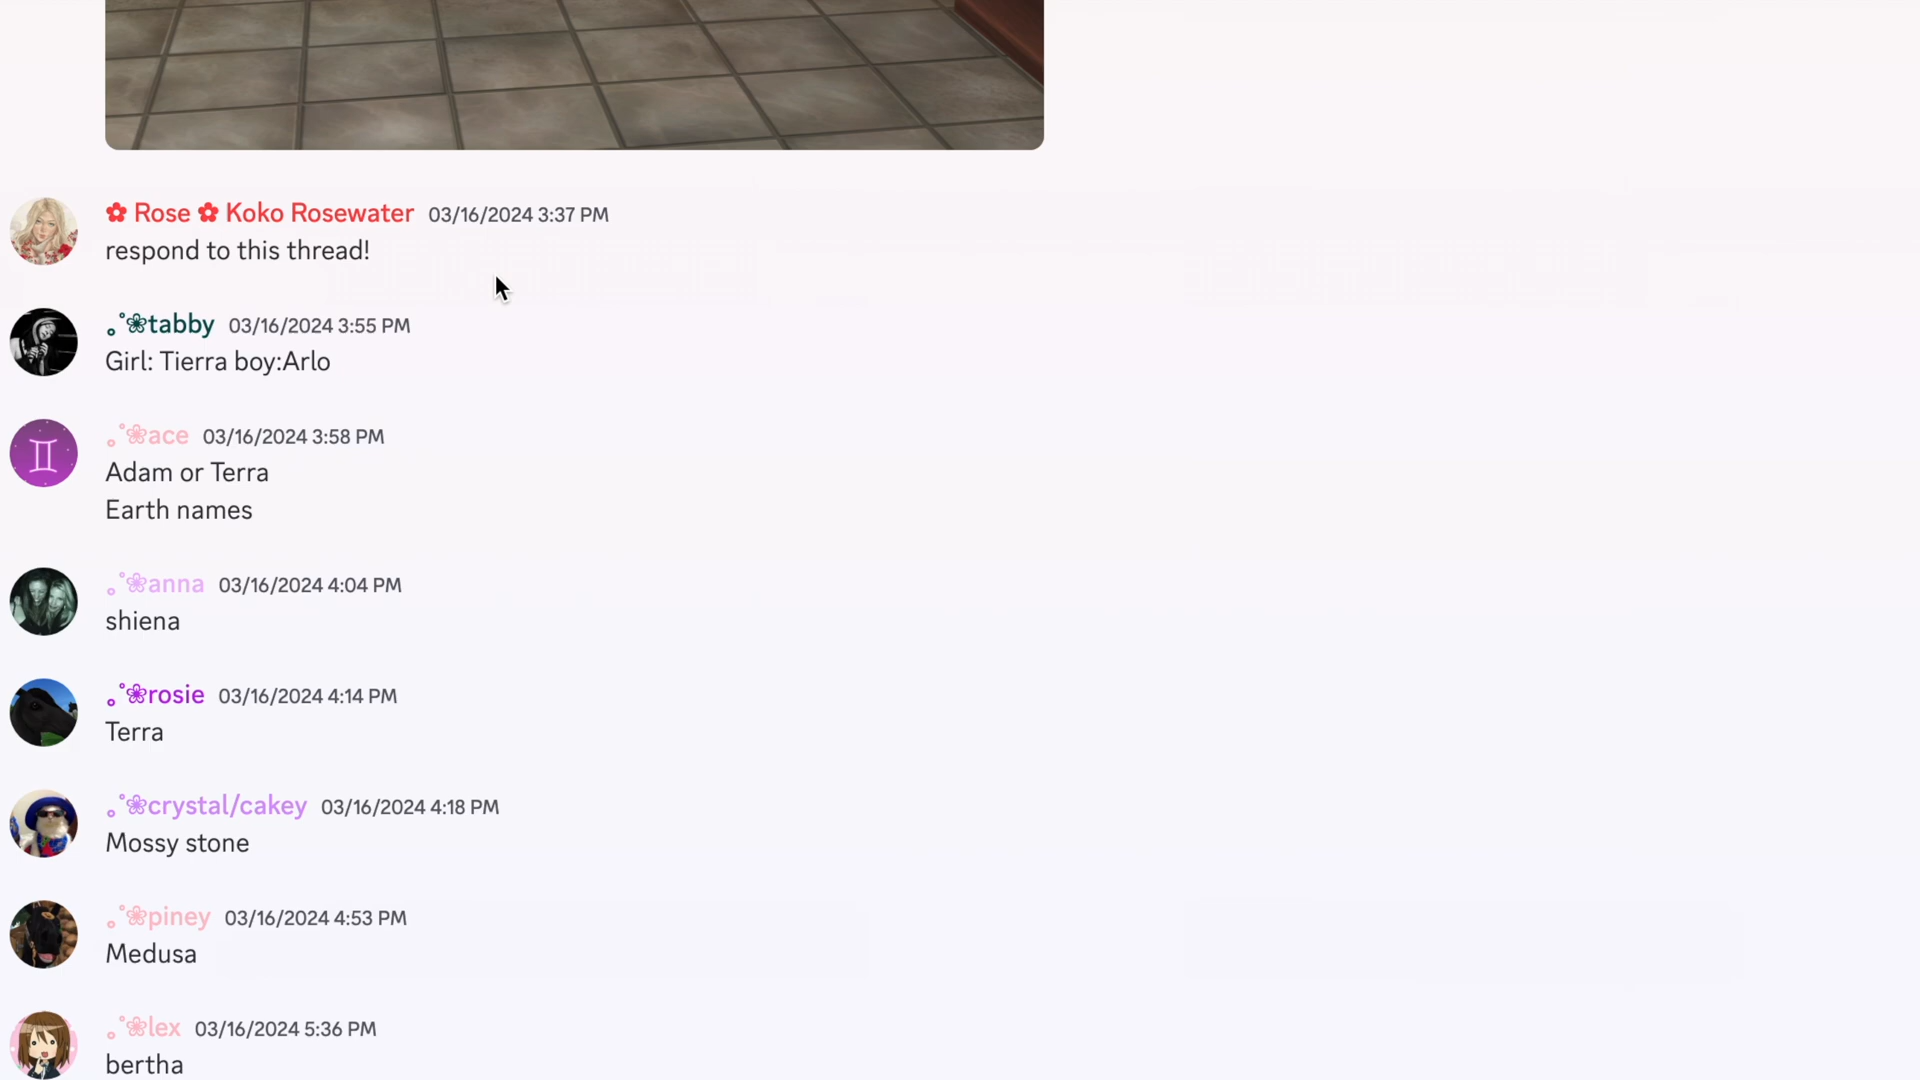 ✿ Rose ✿ Koko Rosewater 03/16/2024 3:37 PM
respond to this thread!
｡˚❀tabby 03/16/2024 3:55 PM
Girl: Tierra boy:Arlo
｡˚❀ace 03/16/2024 3:58 PM
Adam or Terra
Earth names
｡˚❀anna 03/16/2024 4:04 PM
shiena
｡˚❀rosie 03/16/2024 4:14 PM
Terra
｡˚❀crystal/cakey 03/16/2024 4:18 PM
Mossy stone
｡˚❀piney 03/16/2024 4:53 PM
Medusa
｡˚❀lex 03/16/2024 5:36 PM
bertha